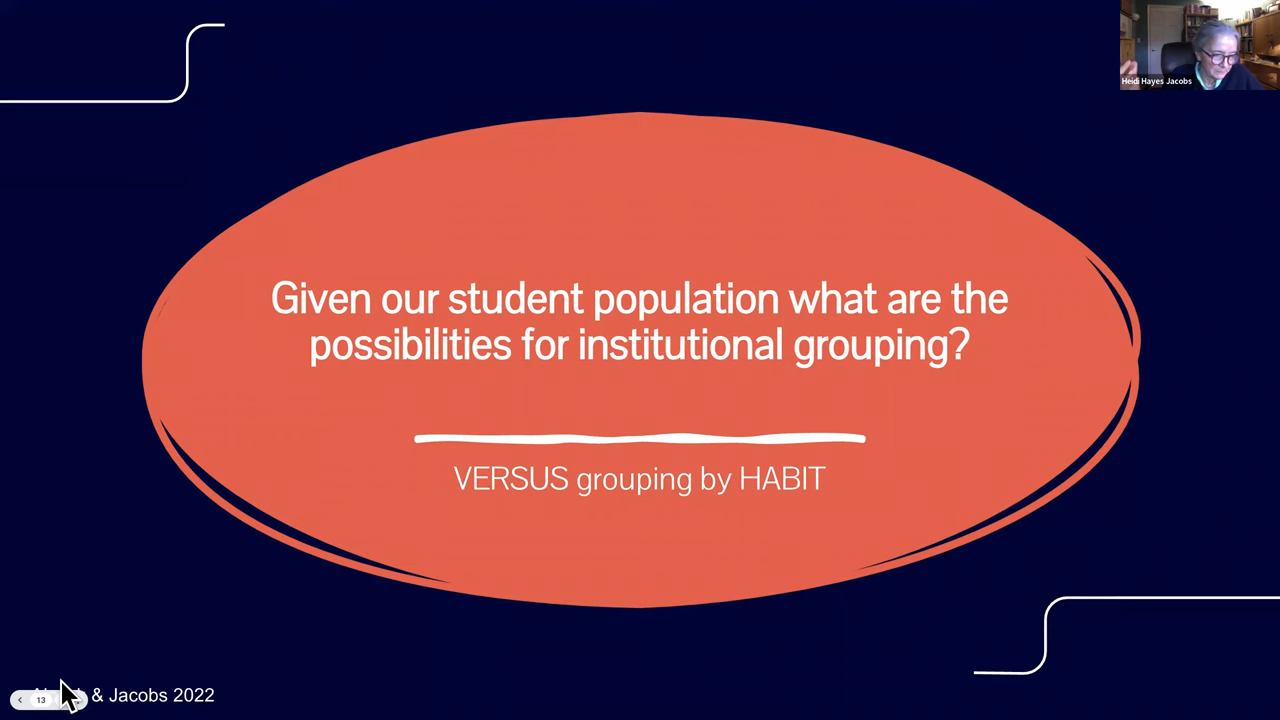 Heidi Hayes Jacobs
Given our student population what are the
possibilities for institutional grouping?
VERSUS grouping by HABIT
13
& Jacobs 2022